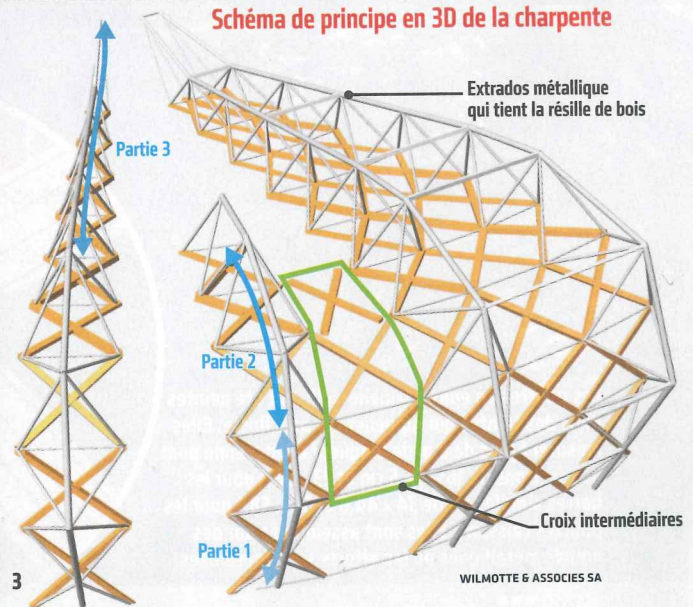 Schéma de principe en 3D de la charpente
Extrados métallique
qui tient la résille de bois
Partie 3
Partie 2
Croix intermédiaires
Partie 1
3
WILMOTTE & ASSOCIES SA